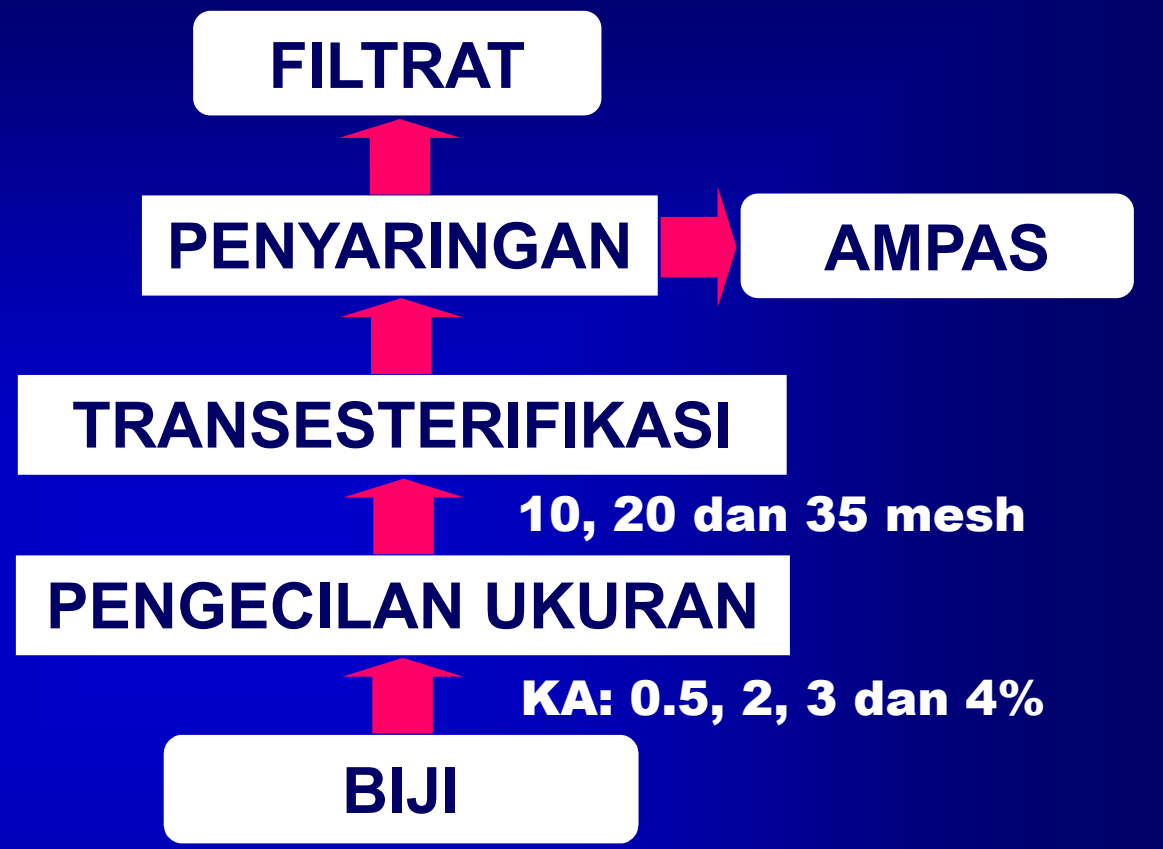 FILTRAT
PENYARINGAN
AMPAS
TRANSESTERIFIKASI
10, 20 dan 35 mesh
PENGECILAN UKURAN
KA: 0.5, 2, 3 dan 4%
BIJI